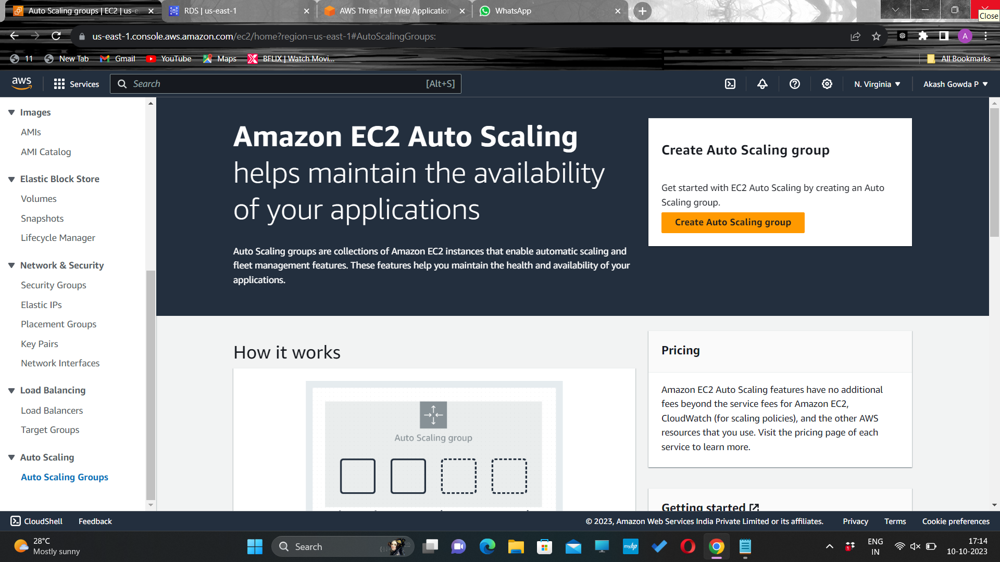 Auto Scaling groups | EC2 | us-e
RDS | us-east-1
AWS Three Tier Web Application
WhatsApp
Close
us-east-1.console.aws.amazon.com/ec2/home?region=us-east-1#AutoScalingGroups:
A
11
New Tab
Gmail
YouTube
Maps
BFLIX | Watch Movi...
All Bookmarks
aws
Services
Search
[Alt+S]
N. Virginia
Akash Gowda P
Images
AMIs
AMI Catalog
Elastic Block Store
Volumes
Snapshots
Lifecycle Manager
Network & Security
Security Groups
Elastic IPs
Placement Groups
Key Pairs
Network Interfaces
Load Balancing
Load Balancers
Target Groups
Auto Scaling
Auto Scaling Groups
Amazon EC2 Auto Scaling
helps maintain the availability
of your applications
Auto Scaling groups are collections of Amazon EC2 instances that enable automatic scaling and
fleet management features. These features help you maintain the health and availability of your
applications.
Create Auto Scaling group
Get started with EC2 Auto Scaling by creating an Auto
Scaling group.
Create Auto Scaling group
How it works
Auto Scaling group
Pricing
Amazon EC2 Auto Scaling features have no additional
fees beyond the service fees for Amazon EC2,
CloudWatch (for scaling policies), and the other AWS
resources that you use. Visit the pricing page of each
service to learn more.
Getting started
CloudShell
Feedback
© 2023, Amazon Web Services India Private Limited or its affiliates.
Privacy
Terms
Cookie preferences
28°C
Mostly sunny
Search
myhp
1
ENG
IN
17:14
10-10-2023